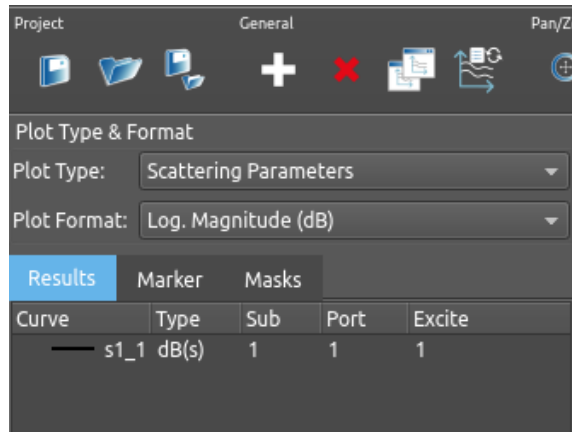 Project General Pan/Z
Plot Type & Format
Plot Type: Scattering Parameters
Plot Format: Log. Magnitude (dB)
Results Marker Masks
Curve Type Sub Port Excite
s1_1 dB(s) 1 1 1